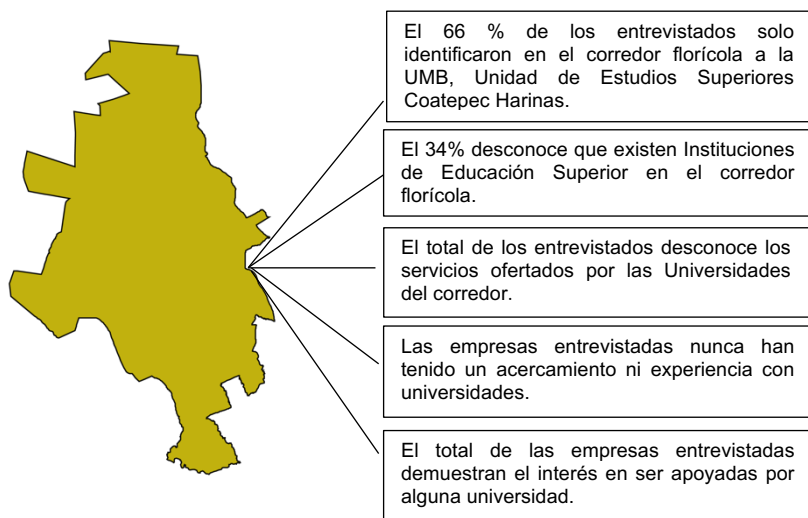 El 66 % de los entrevistados solo
identificaron en el corredor florícola a la
UMB, Unidad de Estudios Superiores
Coatepec Harinas.
El 34% desconoce que existen Instituciones
de Educación Superior en el corredor
florícola.
El total de los entrevistados desconoce los
servicios ofertados por las Universidades
del corredor.
Las empresas entrevistadas nunca han
tenido un acercamiento ni experiencia con
universidades.
El total de las empresas entrevistadas
demuestran el interés en ser apoyadas por
alguna universidad.